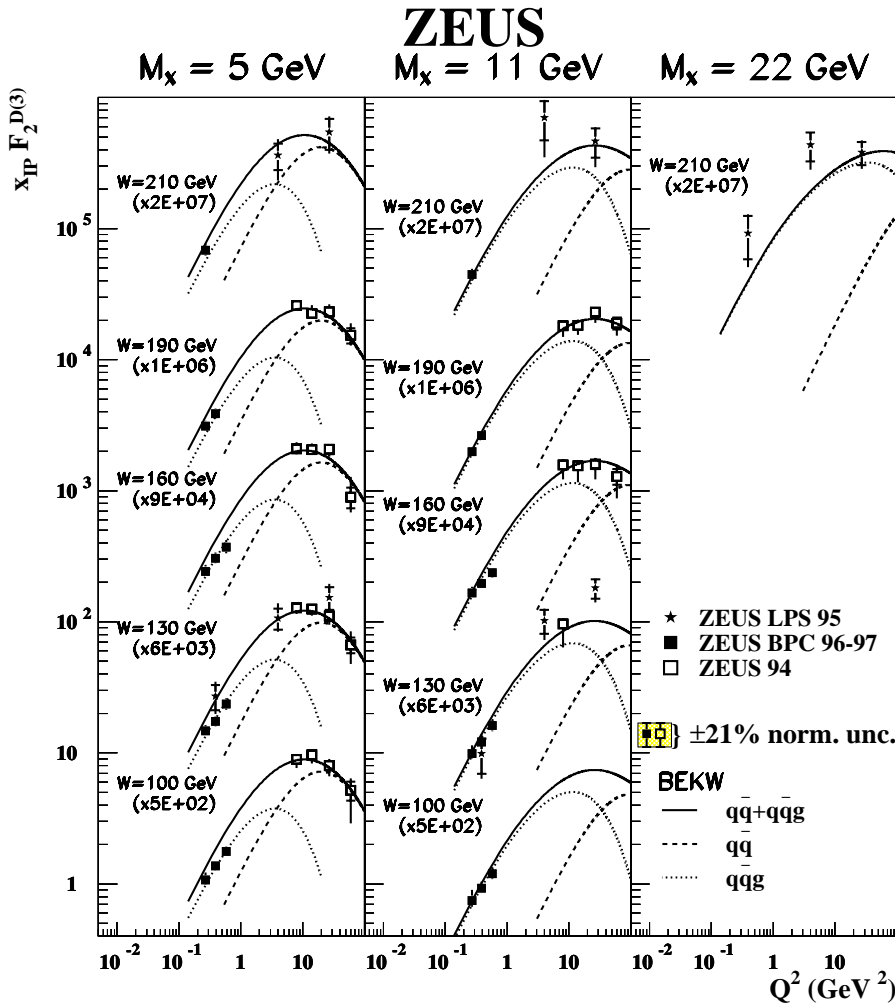 ZEUS
M_X = 5 GeV
M_X = 11 GeV
M_X = 22 GeV
x_IP F_2^D(3)
W=210 GeV
(x2E+07)
W=190 GeV
(x1E+06)
W=160 GeV
(x9E+04)
W=130 GeV
(x6E+03)
W=100 GeV
(x5E+02)
W=210 GeV
(x2E+07)
W=190 GeV
(x1E+06)
W=160 GeV
(x9E+04)
W=130 GeV
(x6E+03)
W=100 GeV
(x5E+02)
W=210 GeV
(x2E+07)
10^5
10^4
10^3
10^2
10
1
ZEUS LPS 95
ZEUS BPC 96-97
ZEUS 94
} ±21% norm. unc.
BEKW
qq̄+qq̄g
qq̄
qq̄g
10^-2 10^-1 1 10
10^-2 10^-1 1 10
10^-2 10^-1 1 10
Q^2 (GeV^2)